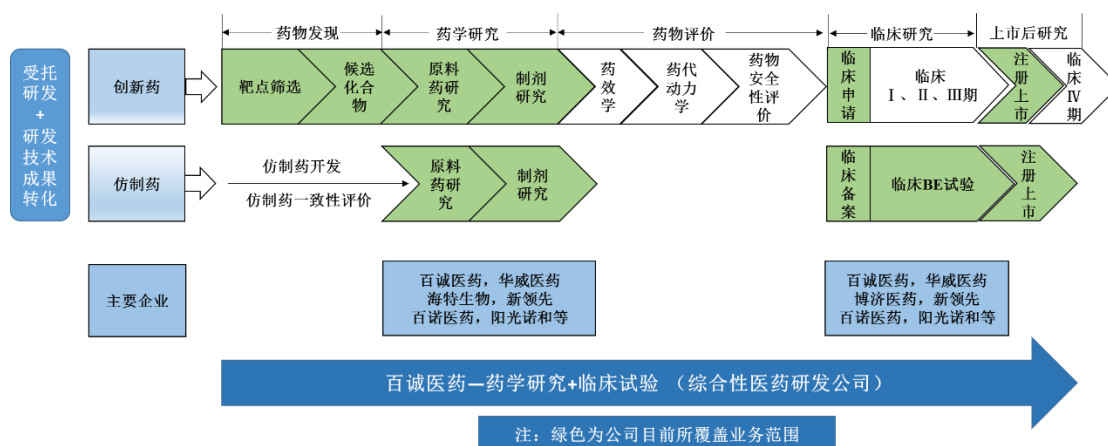 药物发现
药学研究
药物评价
临床研究
上市后研究
受托
研发
+
研发
技术
成果
转化
创新药
靶点筛选
候选
化合
物
原料
药研
究
制剂
研究
药
效
学
药代
动力
学
药物
安全
性评
价
临
床
申
请
临床
Ⅰ、Ⅱ、Ⅲ期
注
册
上
市
临
床
Ⅳ
期
仿制药
仿制药开发
仿制药一致性评价
原料
药研
究
制剂
研究
临
床
备
案
临床BE试验
注
册
上
市
主要企业
百诚医药，华威医药
海特生物，新领先
百诺医药，阳光诺和等
百诚医药，华威医药
博济医药，新领先
百诺医药，阳光诺和等
百诚医药—药学研究+临床试验 （综合性医药研发公司）
注：绿色为公司目前所覆盖业务范围